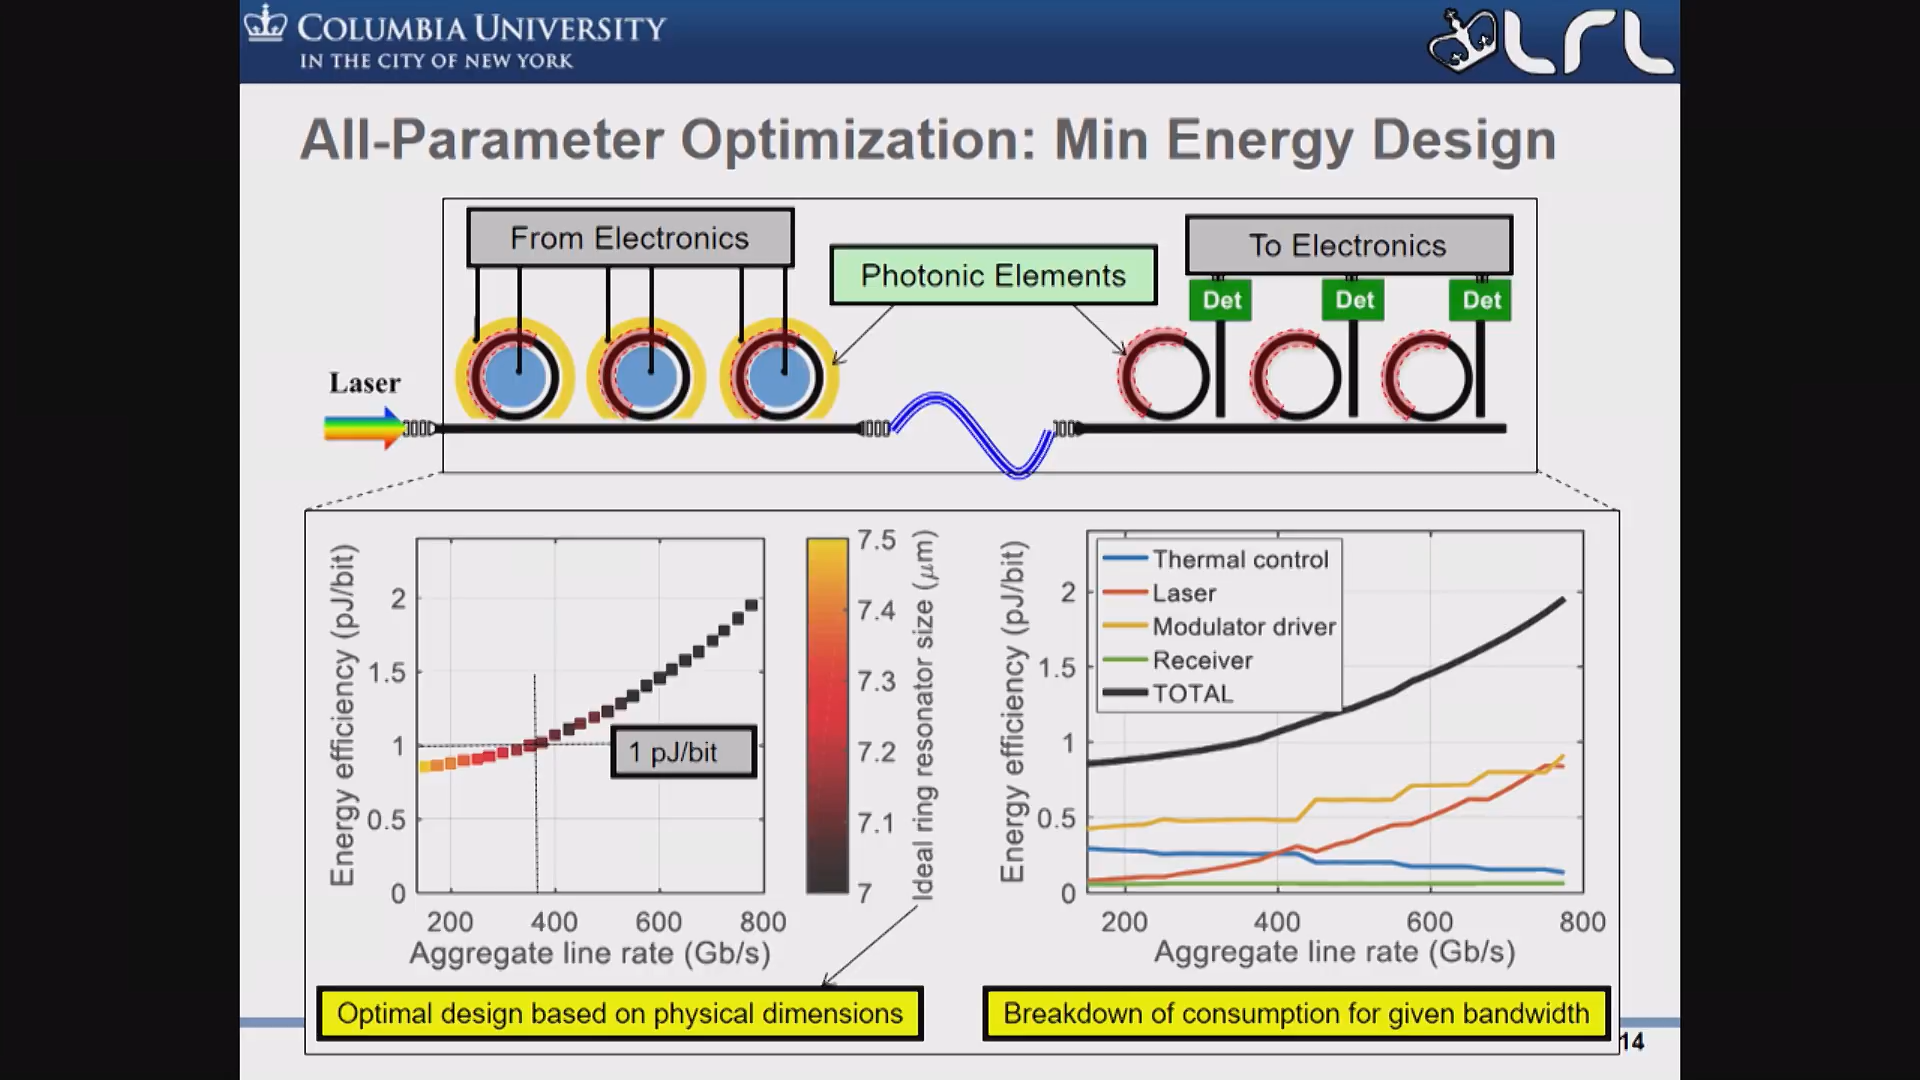 COLUMBIA UNIVERSITY
IN THE CITY OF NEW YORK
LRL
All-Parameter Optimization: Min Energy Design
From Electronics
Photonic Elements
To Electronics
Det Det Det
Laser
Energy efficiency (pJ/bit)
2
1.5
1
0.5
0
200 400 600 800
Aggregate line rate (Gb/s)
1 pJ/bit
7.5
7.4
7.3
7.2
7.1
7
Ideal ring resonator size (μm)
Optimal design based on physical dimensions
Energy efficiency (pJ/bit)
2
1.5
1
0.5
0
Thermal control
Laser
Modulator driver
Receiver
TOTAL
200 400 600 800
Aggregate line rate (Gb/s)
Breakdown of consumption for given bandwidth
14